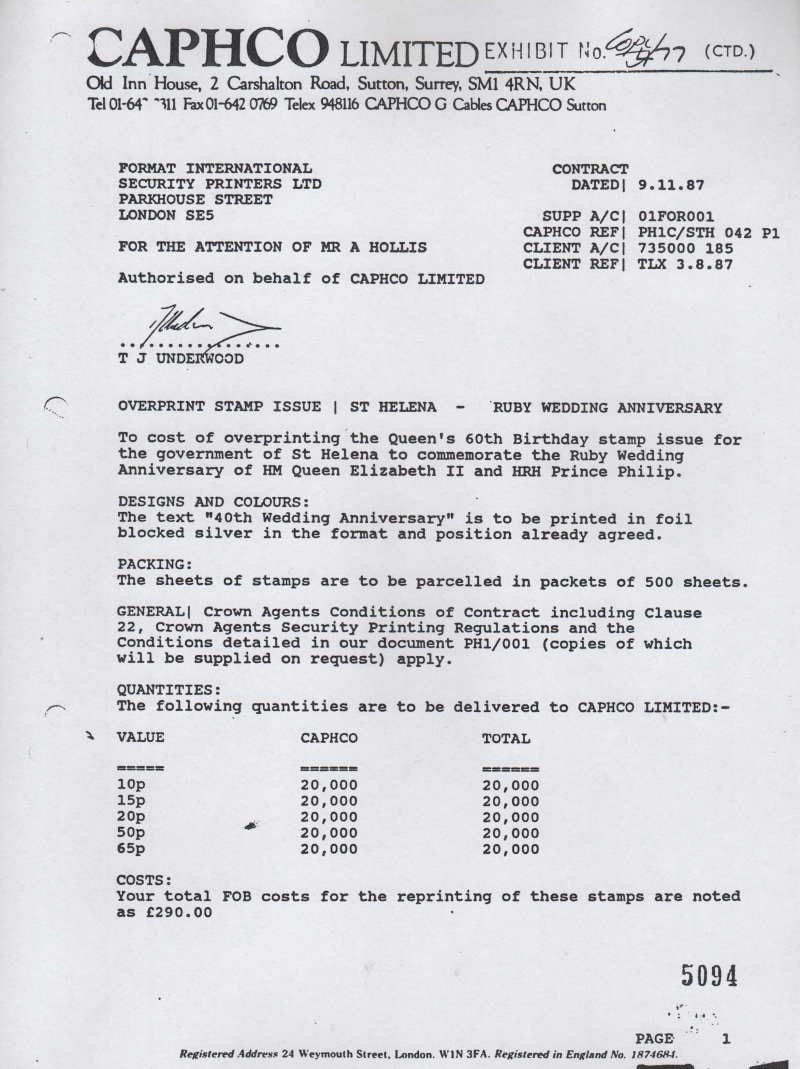 CAPHCO LIMITED EXHIBIT No. (CTD.)
Old Inn House, 2 Carshalton Road, Sutton, Surrey, SM1 4RN, UK
Tel 01-64 311 Fax 01-642 0769 Telex 948116 CAPHCO G Cables CAPHCO Sutton
FORMAT INTERNATIONAL
SECURITY PRINTERS LTD
PARKHOUSE STREET
LONDON SE5
FOR THE ATTENTION OF MR A HOLLIS
Authorised on behalf of CAPHCO LIMITED
CONTRACT
DATED| 9.11.87
SUPP A/C| 01FOR001
CAPHCO REF| PH1C/STH 042 P1
CLIENT A/C| 735000 185
CLIENT REF| TLX 3.8.87
T J UNDERWOOD
OVERPRINT STAMP ISSUE | ST HELENA - RUBY WEDDING ANNIVERSARY
To cost of overprinting the Queen's 60th Birthday stamp issue for
the government of St Helena to commemorate the Ruby Wedding
Anniversary of HM Queen Elizabeth II and HRH Prince Philip.
DESIGNS AND COLOURS:
The text "40th Wedding Anniversary" is to be printed in foil
blocked silver in the format and position already agreed.
PACKING:
The sheets of stamps are to be parcelled in packets of 500 sheets.
GENERAL| Crown Agents Conditions of Contract including Clause
22, Crown Agents Security Printing Regulations and the
Conditions detailed in our document PH1/001 (copies of which
will be supplied on request) apply.
QUANTITIES:
The following quantities are to be delivered to CAPHCO LIMITED:-
VALUE CAPHCO TOTAL
===== ====== ======
10p 20,000 20,000
15p 20,000 20,000
20p 20,000 20,000
50p 20,000 20,000
65p 20,000 20,000
COSTS:
Your total FOB costs for the reprinting of these stamps are noted
as £290.00
5094
PAGE 1
Registered Address 24 Weymouth Street, London. W1N 3FA. Registered in England No. 1874684.